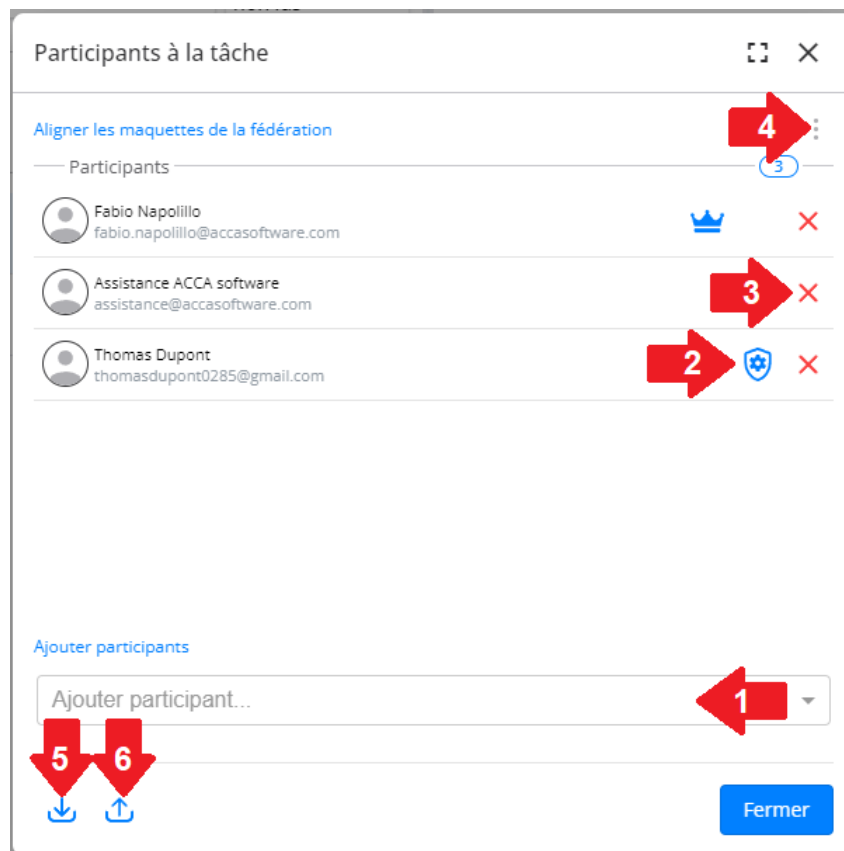 Participants à la tâche
Aligner les maquettes de la fédération
4
Participants
3
Fabio Napolillo
fabio.napolillo@accasoftware.com
Assistance ACCA software
assistance@accasoftware.com
3
Thomas Dupont
thomasdupont0285@gmail.com
2
Ajouter participants
Ajouter participant...
1
5
6
Fermer